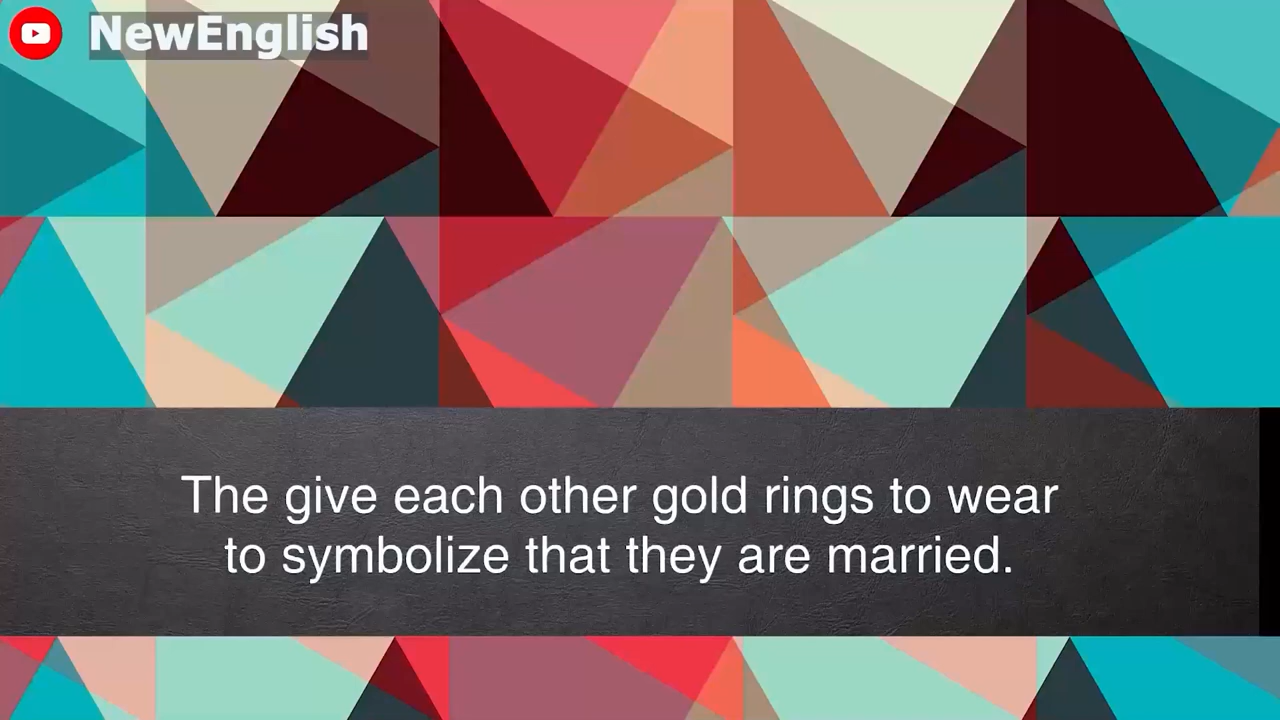 NewEnglish
The give each other gold rings to wear
to symbolize that they are married.